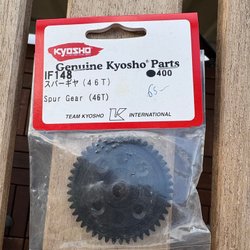 KYOSHO
Genuine Kyosho® Parts
IF148 ●400
スパーギヤ(46T)
Spur Gear (46T)
65-
TEAM KYOSHO K INTERNATIONAL